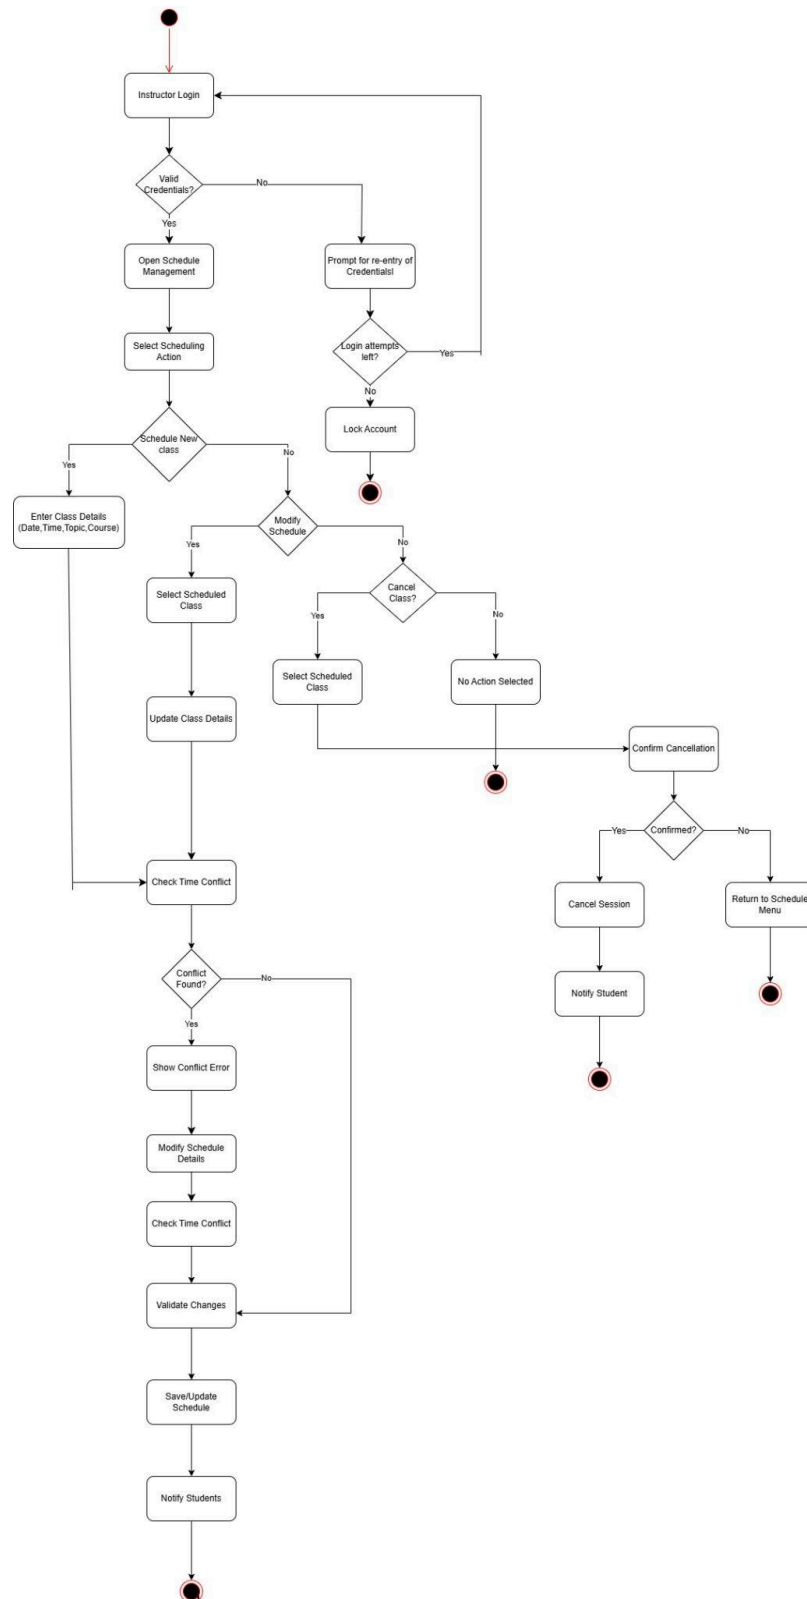 Instructor Login
Valid
Credentials?
No
Yes
Open Schedule
Management
Prompt for re-entry of
Credentialsl
Select Scheduling
Action
Login attempts
left?
Yes
No
Lock Account
Schedule New
class
Yes
No
Enter Class Details
(Date,Time,Topic,Course)
Modify
Schedule
Yes
No
Select Scheduled
Class
Cancel
Class?
Yes
No
Select Scheduled
Class
No Action Selected
Update Class Details
Confirm Cancellation
Confirmed?
Yes
No
Check Time Conflict
Cancel Session
Return to Schedule
Menu
Conflict
Found?
No
Yes
Notify Student
Show Conflict Error
Modify Schedule
Details
Check Time Conflict
Validate Changes
Save/Update
Schedule
Notify Students